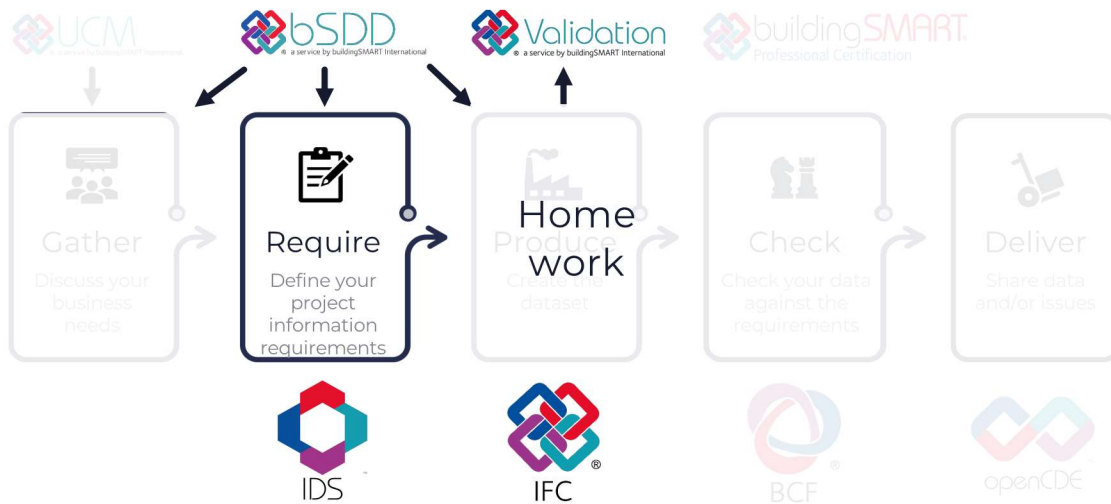 UCM
® a service by buildingSMART International
bSDD
® a service by buildingSMART International
Validation
® a service by buildingSMART International
buildingSMART®
Professional Certification
Gather
Discuss your
business
needs
Require
Define your
project
information
requirements
Produce
Create the
dataset
Home
work
Check
Check your data
against the
requirements
Deliver
Share data
and/or issues
IDS
™
IFC
®
BCF
®
openCDE